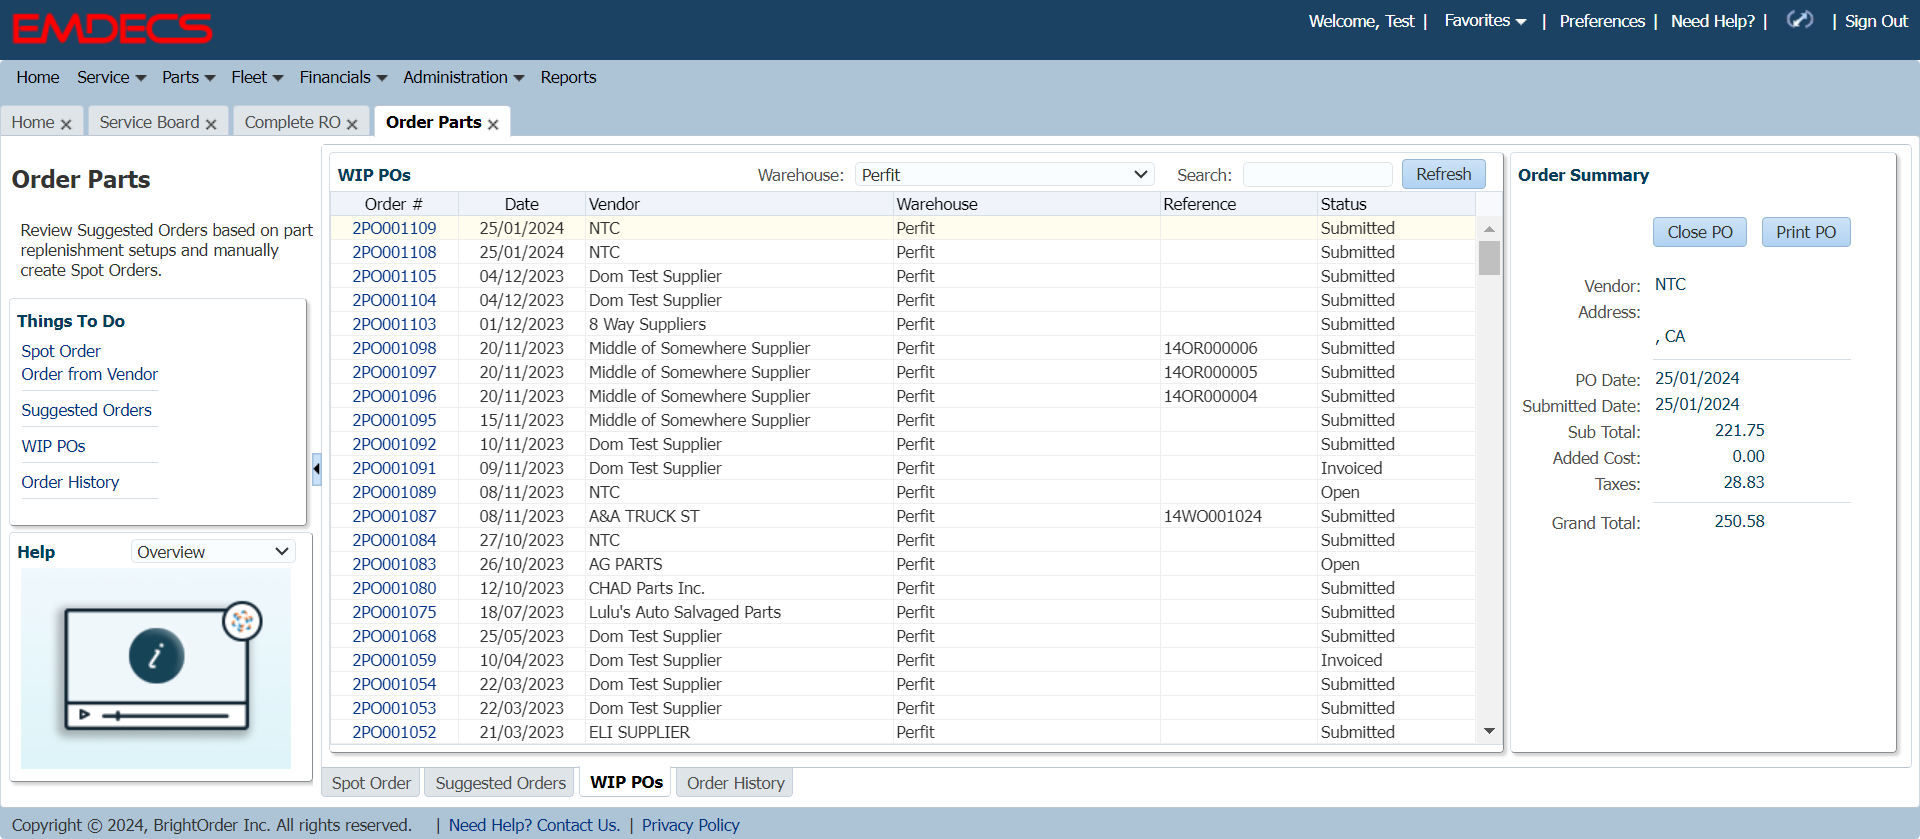 EMDECS
Welcome, Test | Favorites | Preferences | Need Help? | | Sign Out
Home Service Parts Fleet Financials Administration Reports
Home Service Board Complete RO Order Parts
Order Parts
Review Suggested Orders based on part
replenishment setups and manually
create Spot Orders.
Things To Do
Spot Order
Order from Vendor
Suggested Orders
WIP POs
Order History
Help Overview
i
WIP POs Warehouse: Perfit Search: Refresh
Order # Date Vendor Warehouse Reference Status
2PO001109 25/01/2024 NTC Perfit Submitted
2PO001108 25/01/2024 NTC Perfit Submitted
2PO001105 04/12/2023 Dom Test Supplier Perfit Submitted
2PO001104 04/12/2023 Dom Test Supplier Perfit Submitted
2PO001103 01/12/2023 8 Way Suppliers Perfit Submitted
2PO001098 20/11/2023 Middle of Somewhere Supplier Perfit 14OR000006 Submitted
2PO001097 20/11/2023 Middle of Somewhere Supplier Perfit 14OR000005 Submitted
2PO001096 20/11/2023 Middle of Somewhere Supplier Perfit 14OR000004 Submitted
2PO001095 15/11/2023 Middle of Somewhere Supplier Perfit Submitted
2PO001092 10/11/2023 Dom Test Supplier Perfit Submitted
2PO001091 09/11/2023 Dom Test Supplier Perfit Invoiced
2PO001089 08/11/2023 NTC Perfit Open
2PO001087 08/11/2023 A&A TRUCK ST Perfit 14WO001024 Submitted
2PO001084 27/10/2023 NTC Perfit Submitted
2PO001083 26/10/2023 AG PARTS Perfit Open
2PO001080 12/10/2023 CHAD Parts Inc. Perfit Submitted
2PO001075 18/07/2023 Lulu's Auto Salvaged Parts Perfit Submitted
2PO001068 25/05/2023 Dom Test Supplier Perfit Submitted
2PO001059 10/04/2023 Dom Test Supplier Perfit Invoiced
2PO001054 22/03/2023 Dom Test Supplier Perfit Submitted
2PO001053 22/03/2023 Dom Test Supplier Perfit Submitted
2PO001052 21/03/2023 ELI SUPPLIER Perfit Submitted
Order Summary
Close PO Print PO
Vendor: NTC
Address:
, CA
PO Date: 25/01/2024
Submitted Date: 25/01/2024
Sub Total: 221.75
Added Cost: 0.00
Taxes: 28.83
Grand Total: 250.58
Spot Order Suggested Orders WIP POs Order History
Copyright © 2024, BrightOrder Inc. All rights reserved. | Need Help? Contact Us. | Privacy Policy